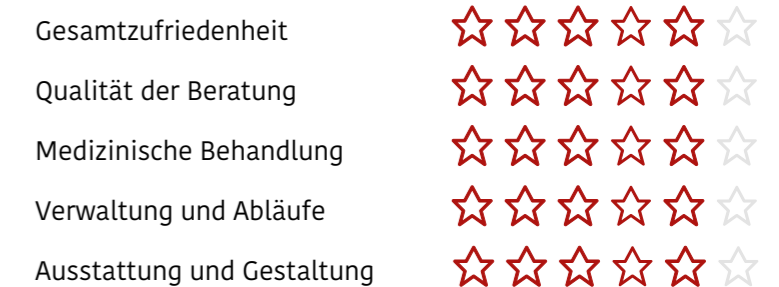 Gesamtzufriedenheit
Qualität der Beratung
Medizinische Behandlung
Verwaltung und Abläufe
Ausstattung und Gestaltung